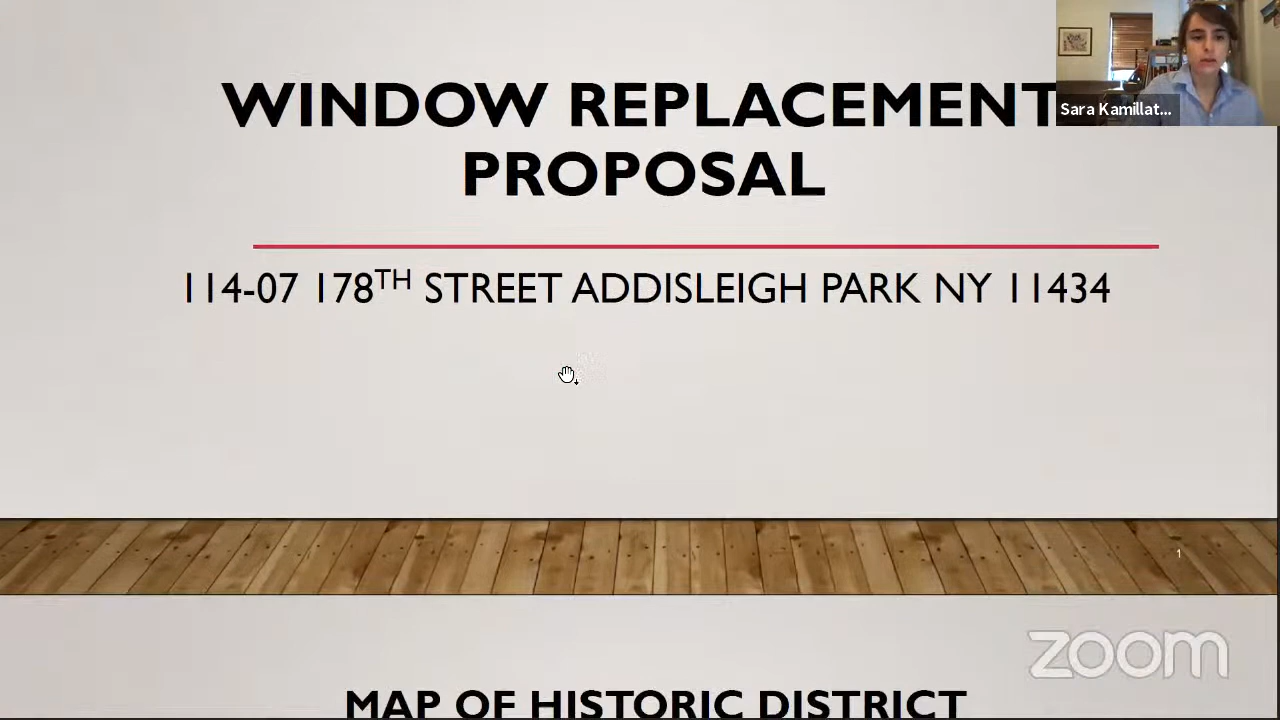 WINDOW REPLACEMENT
PROPOSAL
Sara Kamillat...
114-07 178TH STREET ADDISLEIGH PARK NY 11434
1
zoom
MAP OF HISTORIC DISTRICT